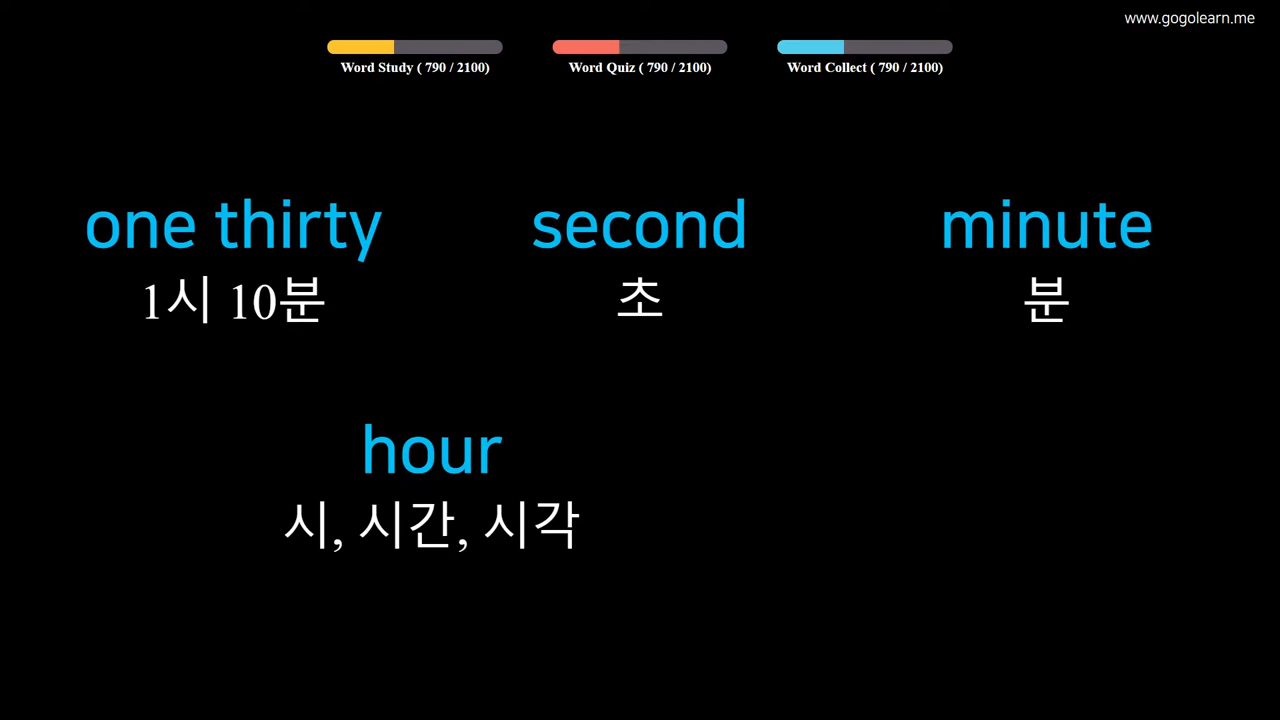 www.gogolearn.me
Word Study ( 790 / 2100)
Word Quiz ( 790 / 2100)
Word Collect ( 790 / 2100)
one thirty
1시 10분
second
초
minute
분
hour
시, 시간, 시각